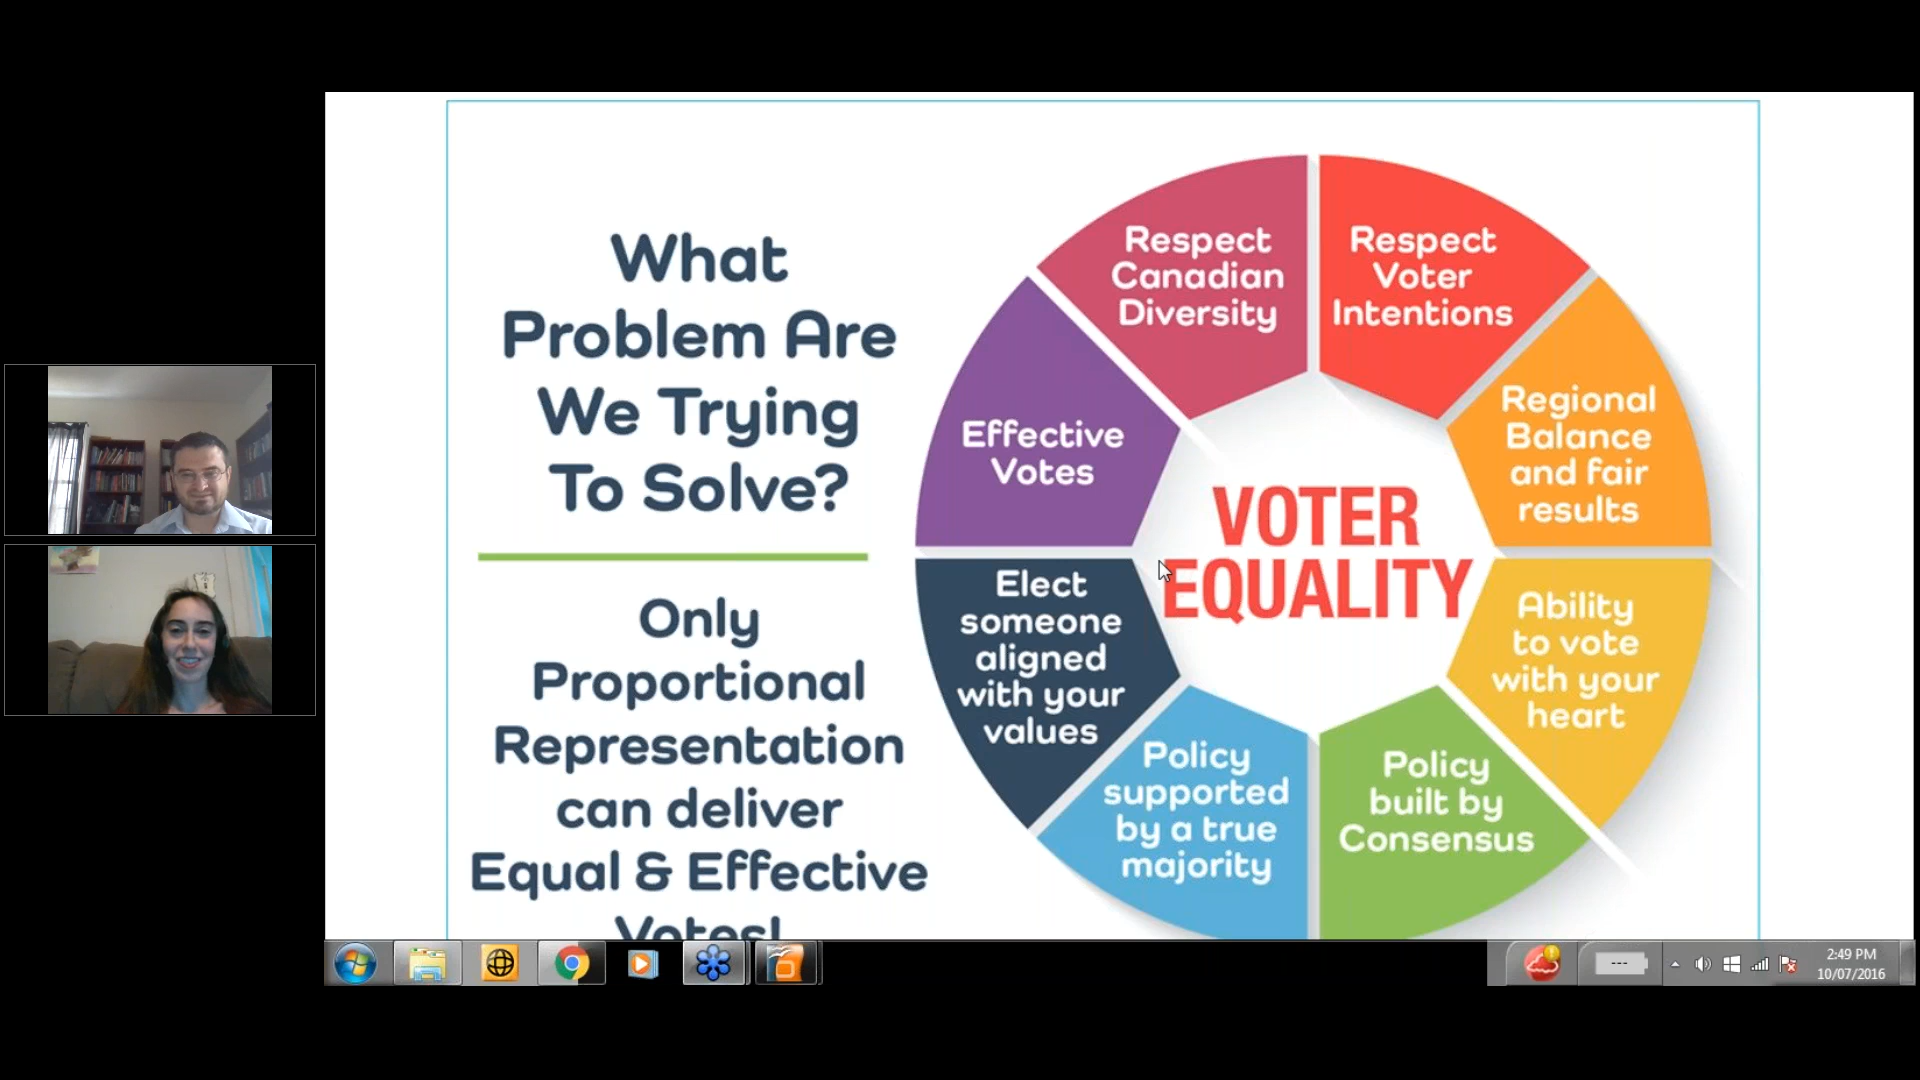 What
Problem Are
We Trying
To Solve?
Only
Proportional
Representation
can deliver
Equal & Effective
Votes!
Respect
Canadian
Diversity
Respect
Voter
Intentions
Regional
Balance
and fair
results
Ability
to vote
with your
heart
Policy
built by
Consensus
Policy
supported
by a true
majority
Elect
someone
aligned
with your
values
Effective
Votes
VOTER
EQUALITY
---
2:49 PM
10/07/2016